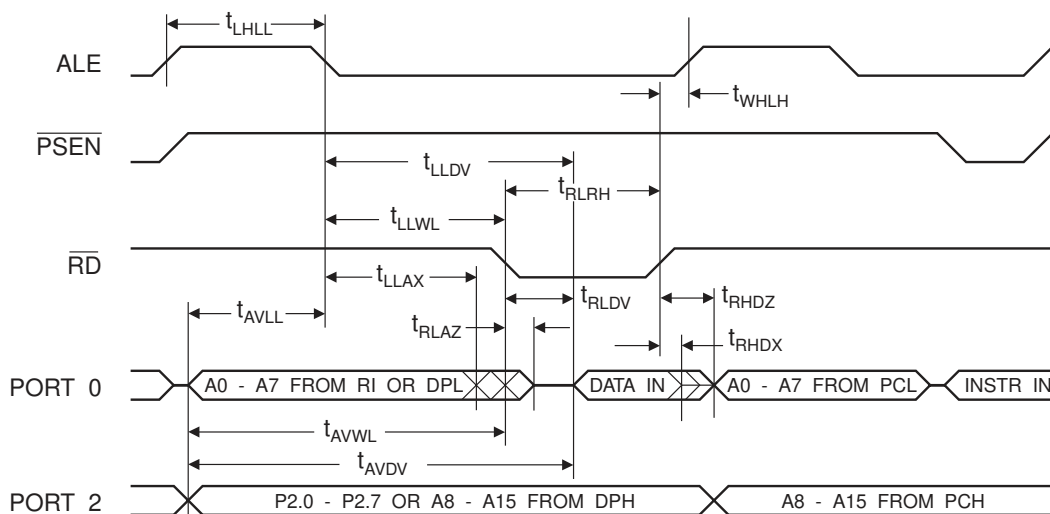 tLHLL
ALE
tWHLH
PSEN
tLLDV
tRLRH
tLLWL
RD
tLLAX
tRLDV
tRHDZ
tAVLL
tRLAZ
tRHDX
PORT 0
A0 - A7 FROM RI OR DPL
DATA IN
A0 - A7 FROM PCL
INSTR IN
tAVWL
tAVDV
PORT 2
P2.0 - P2.7 OR A8 - A15 FROM DPH
A8 - A15 FROM PCH